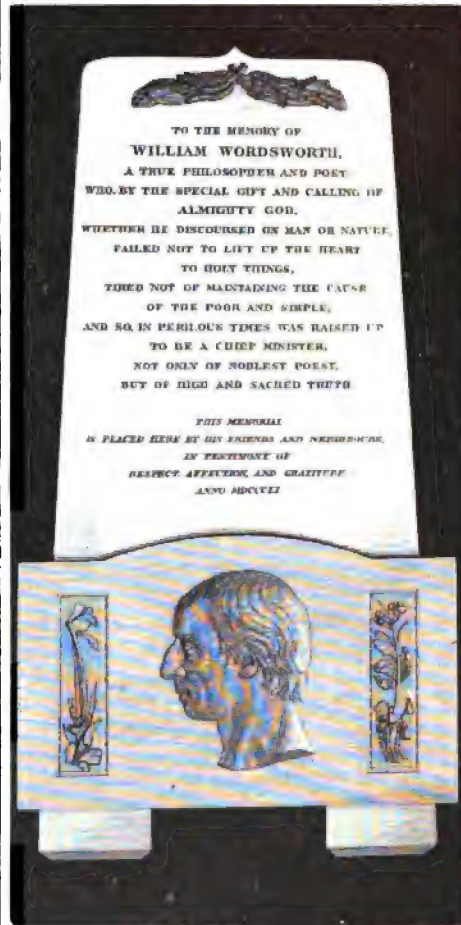 TO THE MEMORY OF
WILLIAM WORDSWORTH,
A TRUE PHILOSOPHER AND POET
WHO, BY THE SPECIAL GIFT AND CALLING OF
ALMIGHTY GOD,
WHETHER HE DISCOURSED ON MAN OR NATURE,
FAILED NOT TO LIFT UP THE HEART
TO HOLY THINGS,
TIRED NOT OF MAINTAINING THE CAUSE
OF THE POOR AND SIMPLE,
AND SO, IN PERILOUS TIMES WAS RAISED UP
TO BE A CHIEF MINISTER,
NOT ONLY OF NOBLEST POESY,
BUT OF HIGH AND SACRED TRUTH
THIS MEMORIAL
IS PLACED HERE BY HIS FRIENDS AND NEIGHBOURS,
IN TESTIMONY OF
RESPECT, AFFECTION, AND GRATITUDE
ANNO MDCCCLI